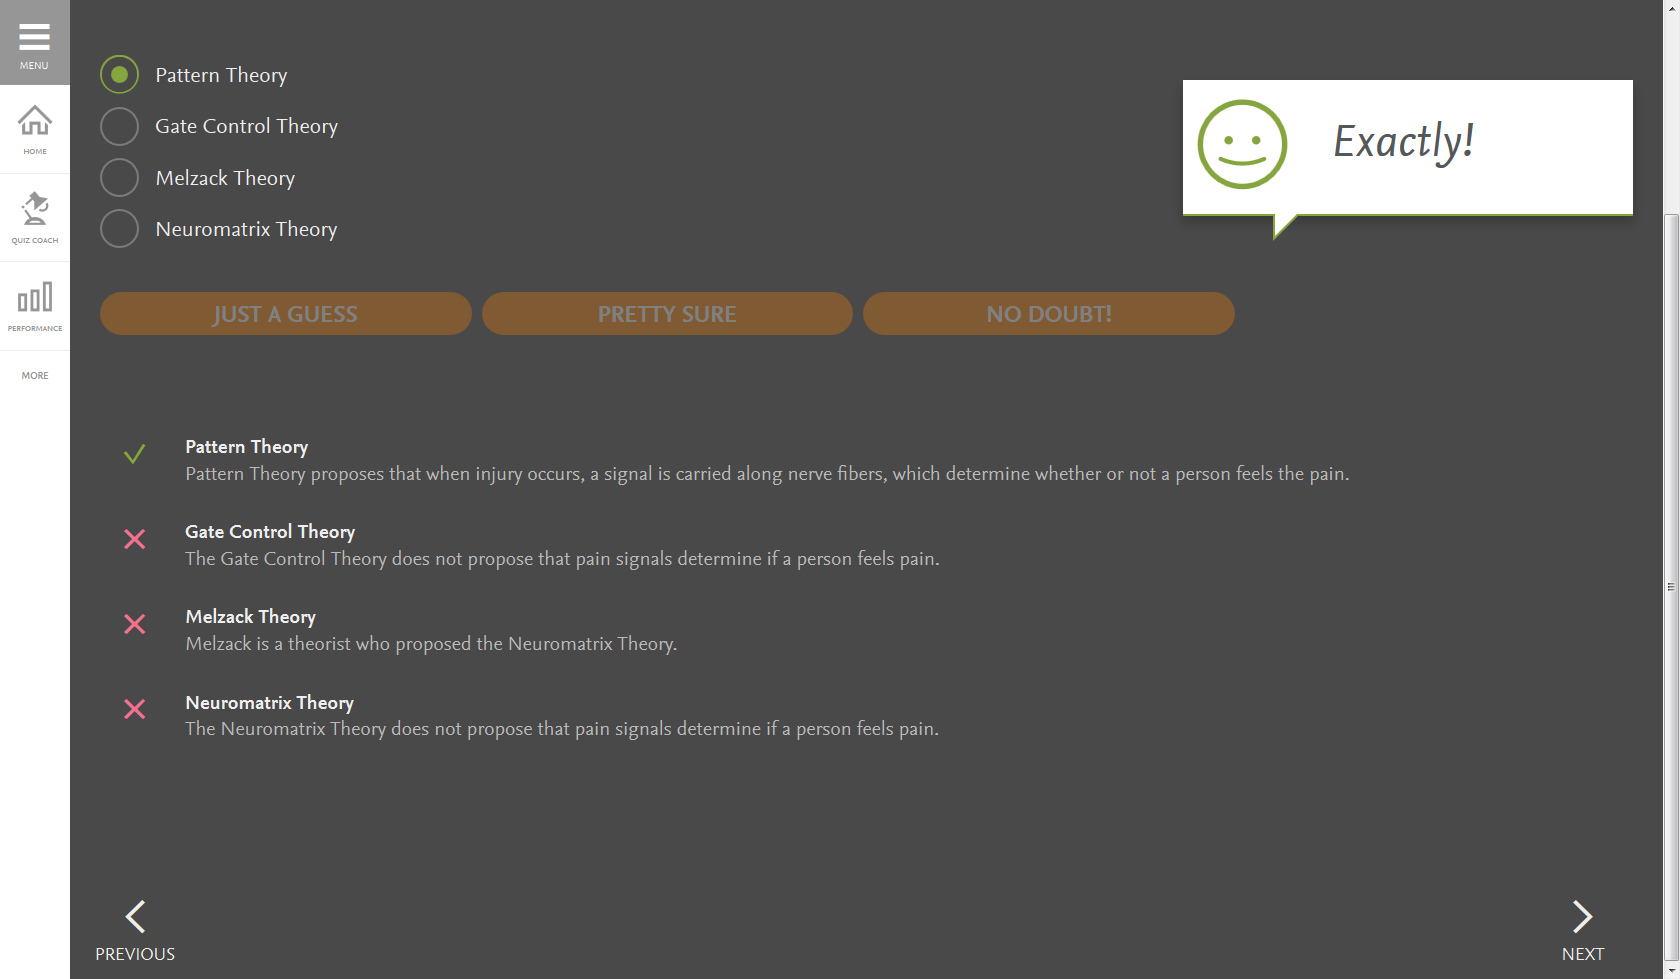 MENU
HOME
QUIZ COACH
PERFORMANCE
MORE
Pattern Theory
Gate Control Theory
Melzack Theory
Neuromatrix Theory
Exactly!
JUST A GUESS
PRETTY SURE
NO DOUBT!
Pattern Theory
Pattern Theory proposes that when injury occurs, a signal is carried along nerve fibers, which determine whether or not a person feels the pain.
Gate Control Theory
The Gate Control Theory does not propose that pain signals determine if a person feels pain.
Melzack Theory
Melzack is a theorist who proposed the Neuromatrix Theory.
Neuromatrix Theory
The Neuromatrix Theory does not propose that pain signals determine if a person feels pain.
PREVIOUS
NEXT